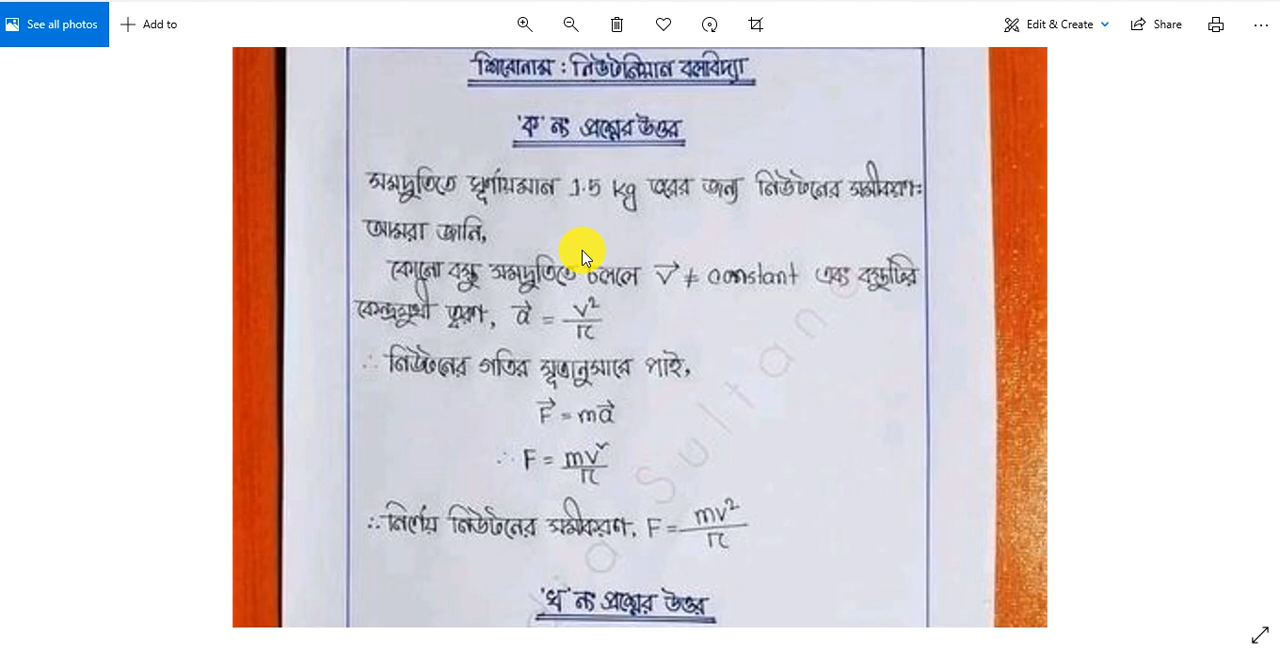 See all photos
Add to
Edit & Create
Share
শিরোনাম : নিউটনিয়ান বলবিদ্যা
'ক' নং প্রশ্নের উত্তর
সমদ্রুতিতে ঘূর্ণায়মান 1.5 kg ভরের জন্য নিউটনের সমীকরণঃ
আমরা জানি,
কোনো বস্তু সমদ্রুতিতে চললে v⃗ ≠ constant এবং বস্তুটির
কেন্দ্রমুখী ত্বরণ, a⃗ = v²/r
∴ নিউটনের গতির সূত্রানুসারে পাই,
F⃗ = ma⃗
∴ F = mv²/r
∴ নির্ণেয় নিউটনের সমীকরণ, F = mv²/r
'খ' নং প্রশ্নের উত্তর
a Sultan